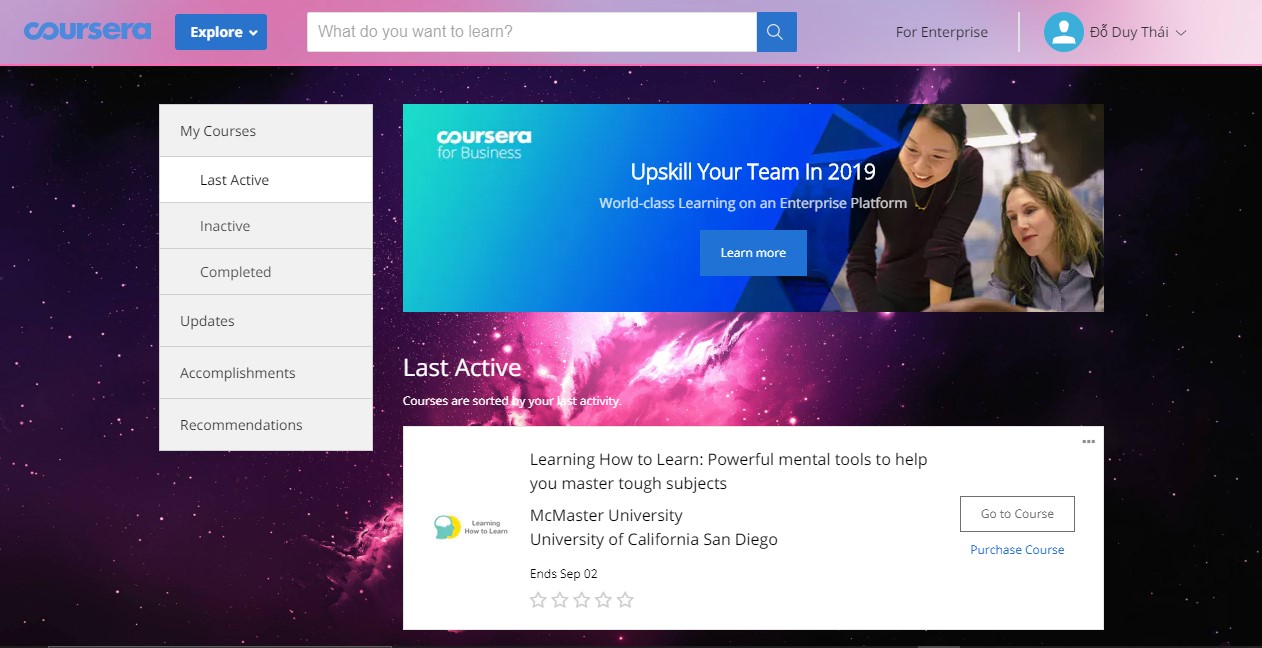 coursera
Explore
What do you want to learn?
For Enterprise
Đỗ Duy Thái
My Courses
Last Active
Inactive
Completed
Updates
Accomplishments
Recommendations
coursera
for Business
Upskill Your Team In 2019
World-class Learning on an Enterprise Platform
Learn more
Last Active
Courses are sorted by your last activity.
Learning How to Learn: Powerful mental tools to help
you master tough subjects
McMaster University
University of California San Diego
Ends Sep 02
Learning
How to Learn
Go to Course
Purchase Course